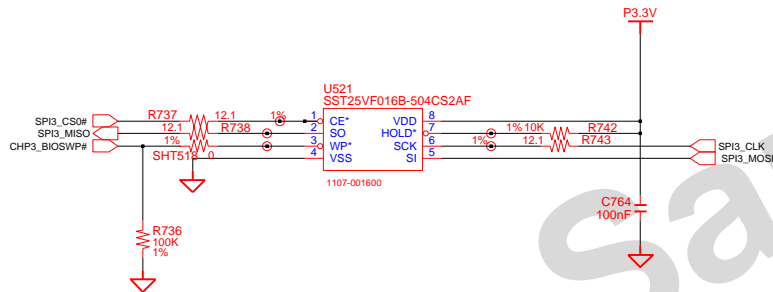 P3.3V
U521
SST25VF016B-504CS2AF
SPI3_CS0# R737 12.1 1% 1 CE* VDD 8
SPI3_MISO 12.1 R738 2 SO HOLD* 7 1% 10K R742
CHP3_BIOSWP# 1% 3 WP* SCK 6 1% 12.1 R743 SPI3_CLK
SHT518 0 4 VSS SI 5 SPI3_MOSI
1107-001600
C764
100nF
R736
100K
1%